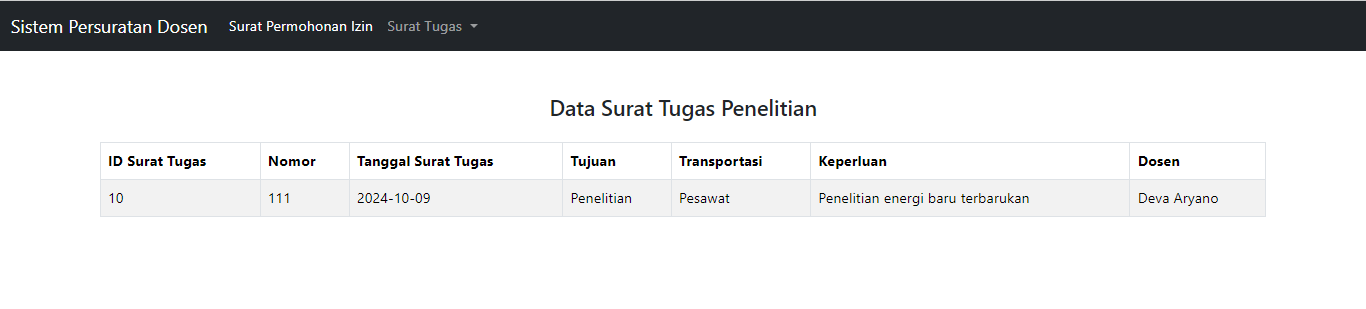 Sistem Persuratan Dosen Surat Permohonan Izin Surat Tugas
Data Surat Tugas Penelitian
ID Surat Tugas Nomor Tanggal Surat Tugas Tujuan Transportasi Keperluan Dosen
10 111 2024-10-09 Penelitian Pesawat Penelitian energi baru terbarukan Deva Aryano